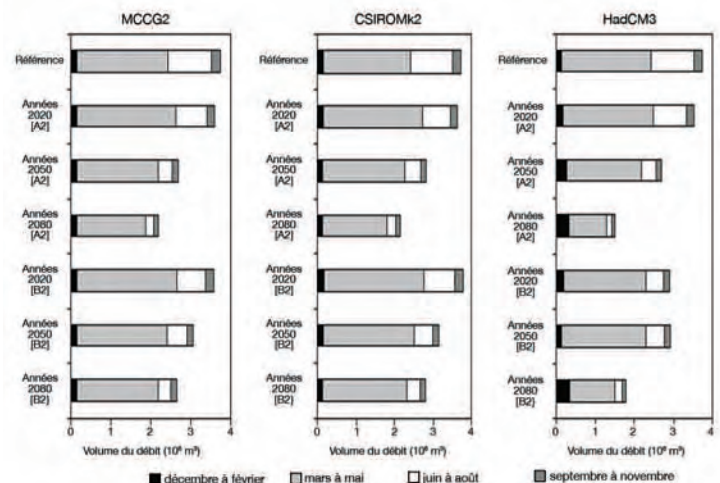 MCCG2
Référence
Années
2020
[A2]
Années
2050
[A2]
Années
2080
[A2]
Années
2020
[B2]
Années
2050
[B2]
Années
2080
[B2]
0 1 2 3 4
Volume du débit (10⁶ m³)
CSIROMk2
Référence
Années
2020
[A2]
Années
2050
[A2]
Années
2080
[A2]
Années
2020
[B2]
Années
2050
[B2]
Années
2080
[B2]
0 1 2 3 4
Volume du débit (10⁶ m³)
HadCM3
Référence
Années
2020
[A2]
Années
2050
[A2]
Années
2080
[A2]
Années
2020
[B2]
Années
2050
[B2]
Années
2080
[B2]
0 1 2 3 4
Volume du débit (10⁶ m³)
décembre à février mars à mai juin à août septembre à novembre